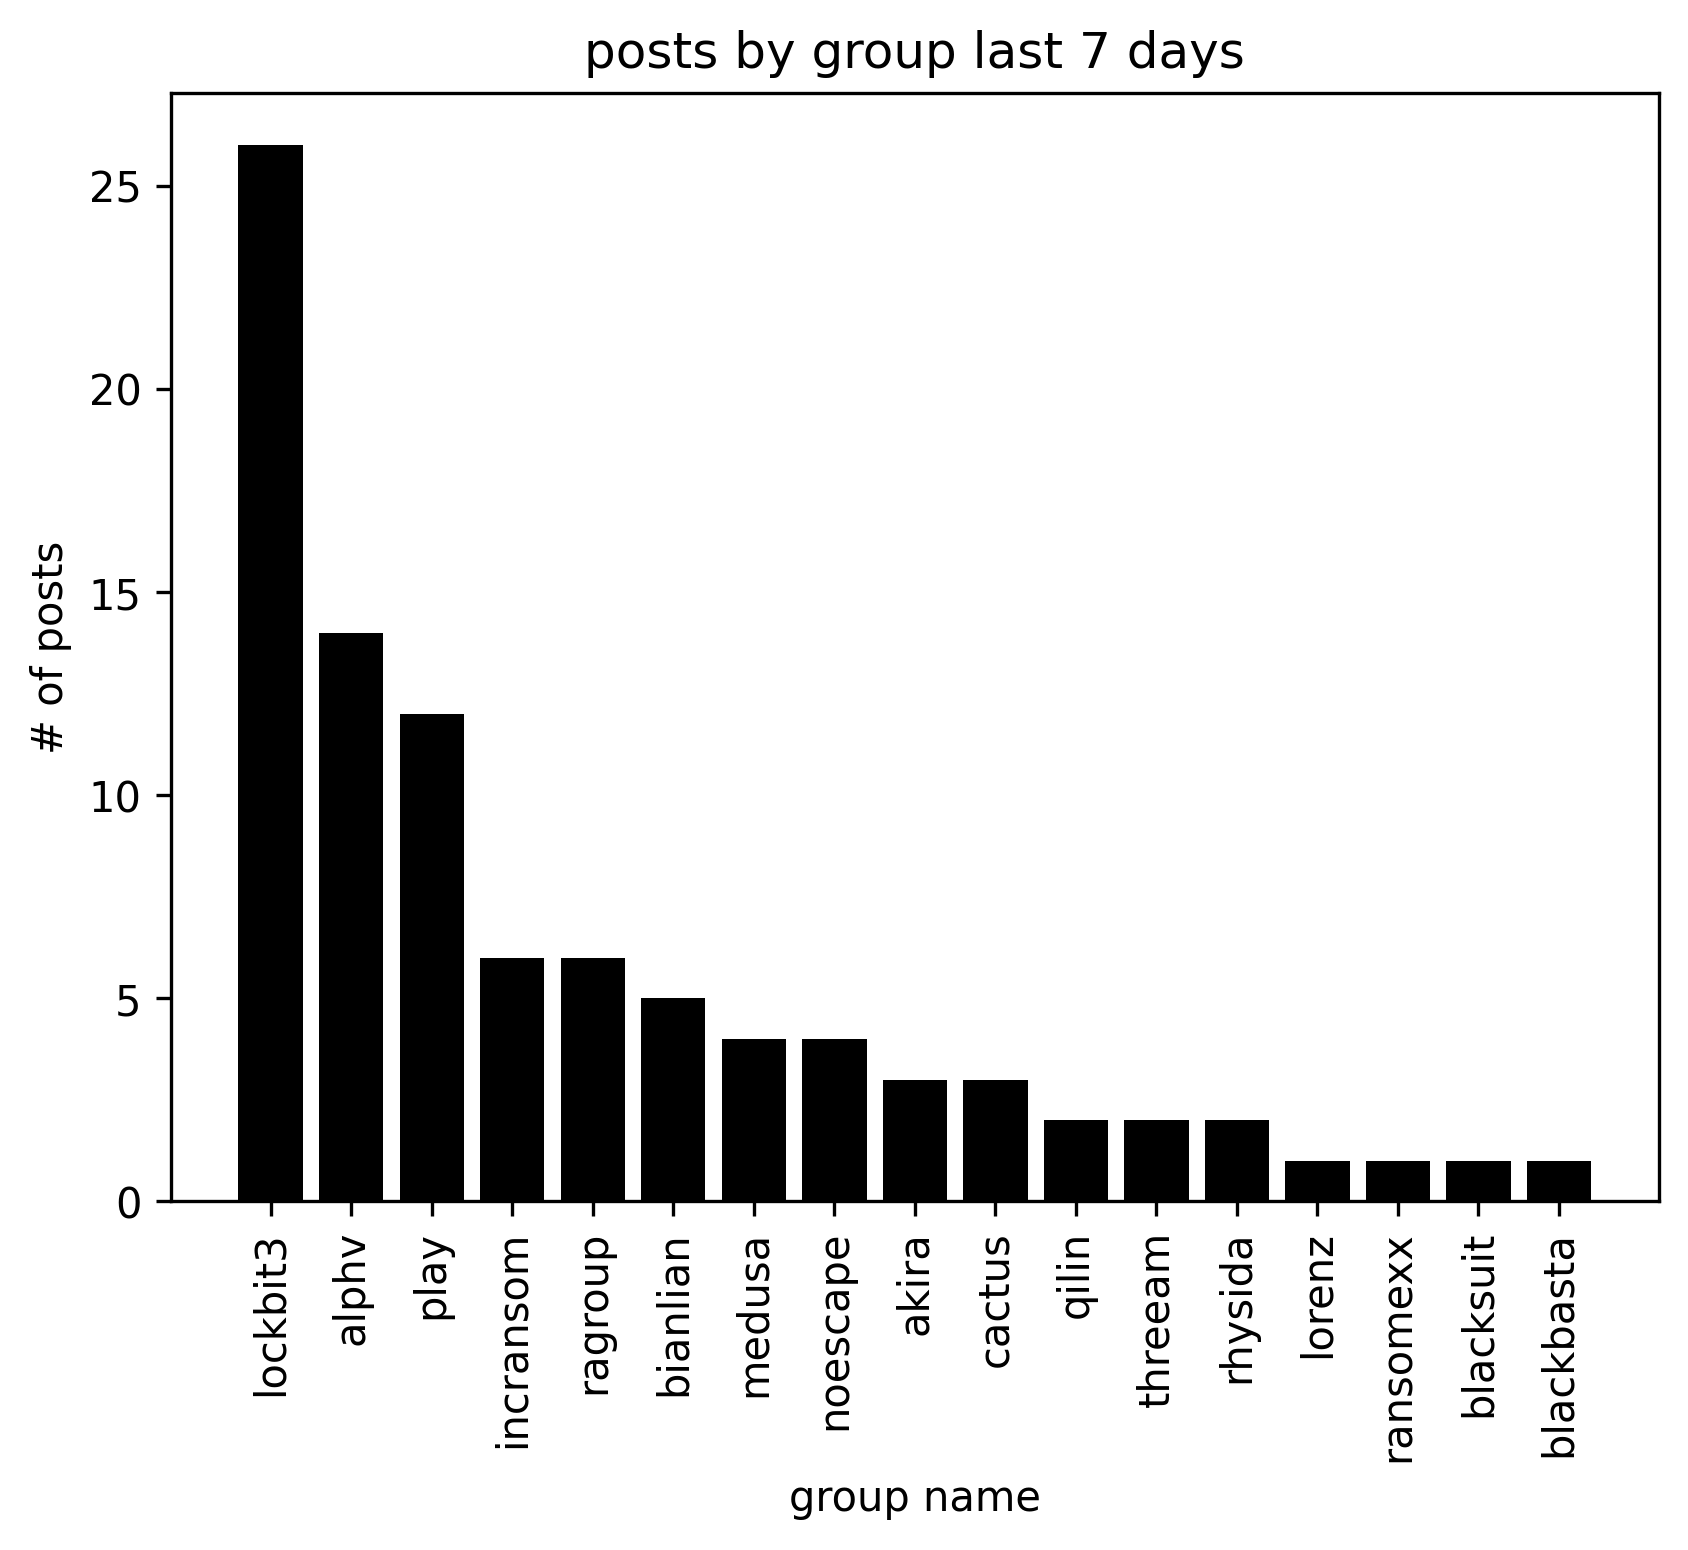 posts by group last 7 days
# of posts
25
20
15
10
5
0
lockbit3
alphv
play
incransom
ragroup
bianlian
medusa
noescape
akira
cactus
qilin
threeam
rhysida
lorenz
ransomexx
blacksuit
blackbasta
group name